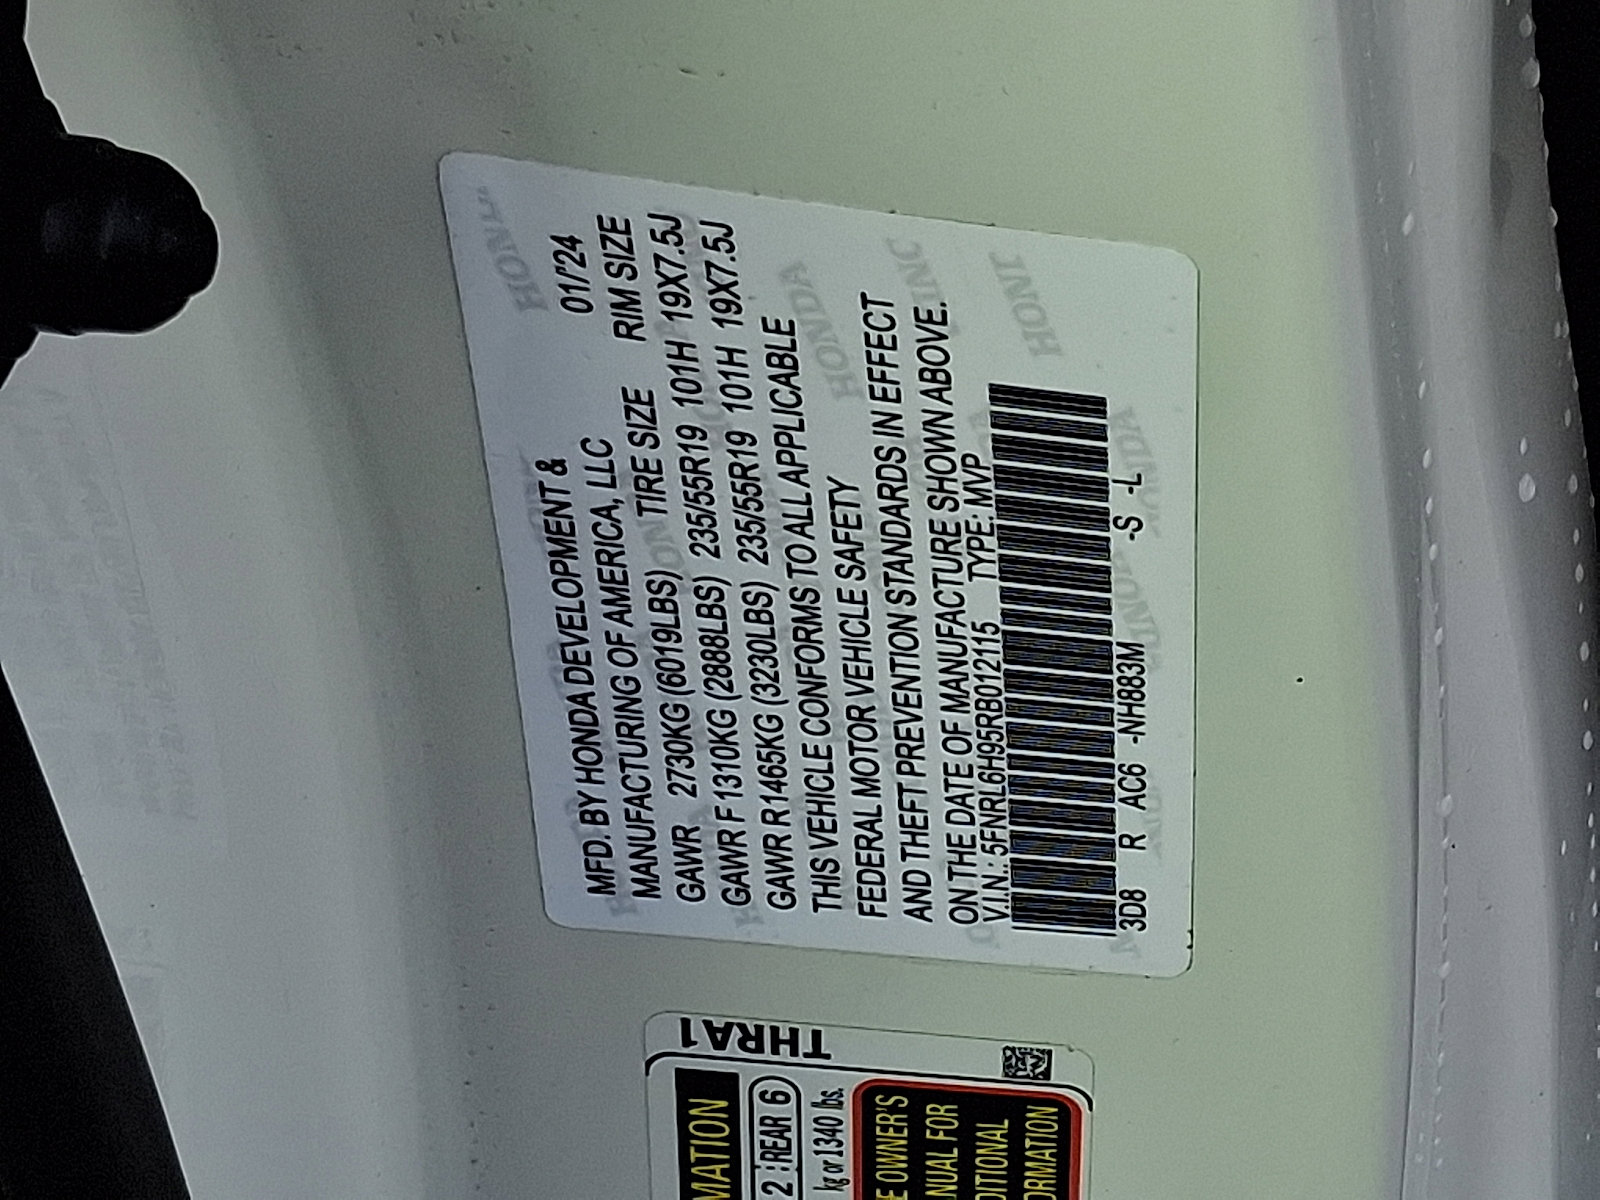 MFD. BY HONDA DEVELOPMENT & 01/'24
MANUFACTURING OF AMERICA, LLC RIM SIZE
TIRE SIZE
GAWR 2730KG (6019LBS) 235/55R19 101H 19X7.5J
GAWR F 1310KG (2888LBS) 235/55R19 101H 19X7.5J
GAWR R 1465KG (3230LBS)
THIS VEHICLE CONFORMS TO ALL APPLICABLE
FEDERAL MOTOR VEHICLE SAFETY
AND THEFT PREVENTION STANDARDS IN EFFECT
ON THE DATE OF MANUFACTURE SHOWN ABOVE.
V.I.N.: 5FNRL6H95RB012115 TYPE: MVP
3D8 R AC6 -NH883M -S -L
THRA1
MATION
2 : REAR 6
kg or 1340 lbs.
OWNER'S
NUAL FOR
DITIONAL
ORMATION